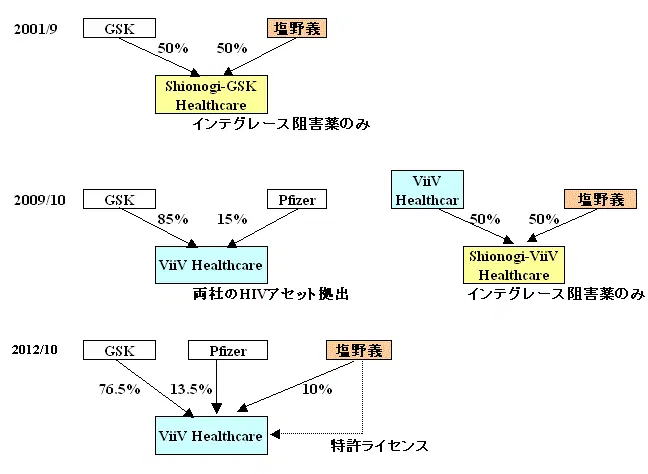 2001/9
GSK
塩野義
50%
50%
Shionogi-GSK
Healthcare
インテグレース阻害薬のみ
2009/10
GSK
Pfizer
85%
15%
ViiV Healthcare
両社のHIVアセット拠出
ViiV
Healthcar
塩野義
50%
50%
Shionogi-ViiV
Healthcare
インテグレース阻害薬のみ
2012/10
GSK
Pfizer
塩野義
76.5%
13.5%
10%
ViiV Healthcare
特許ライセンス